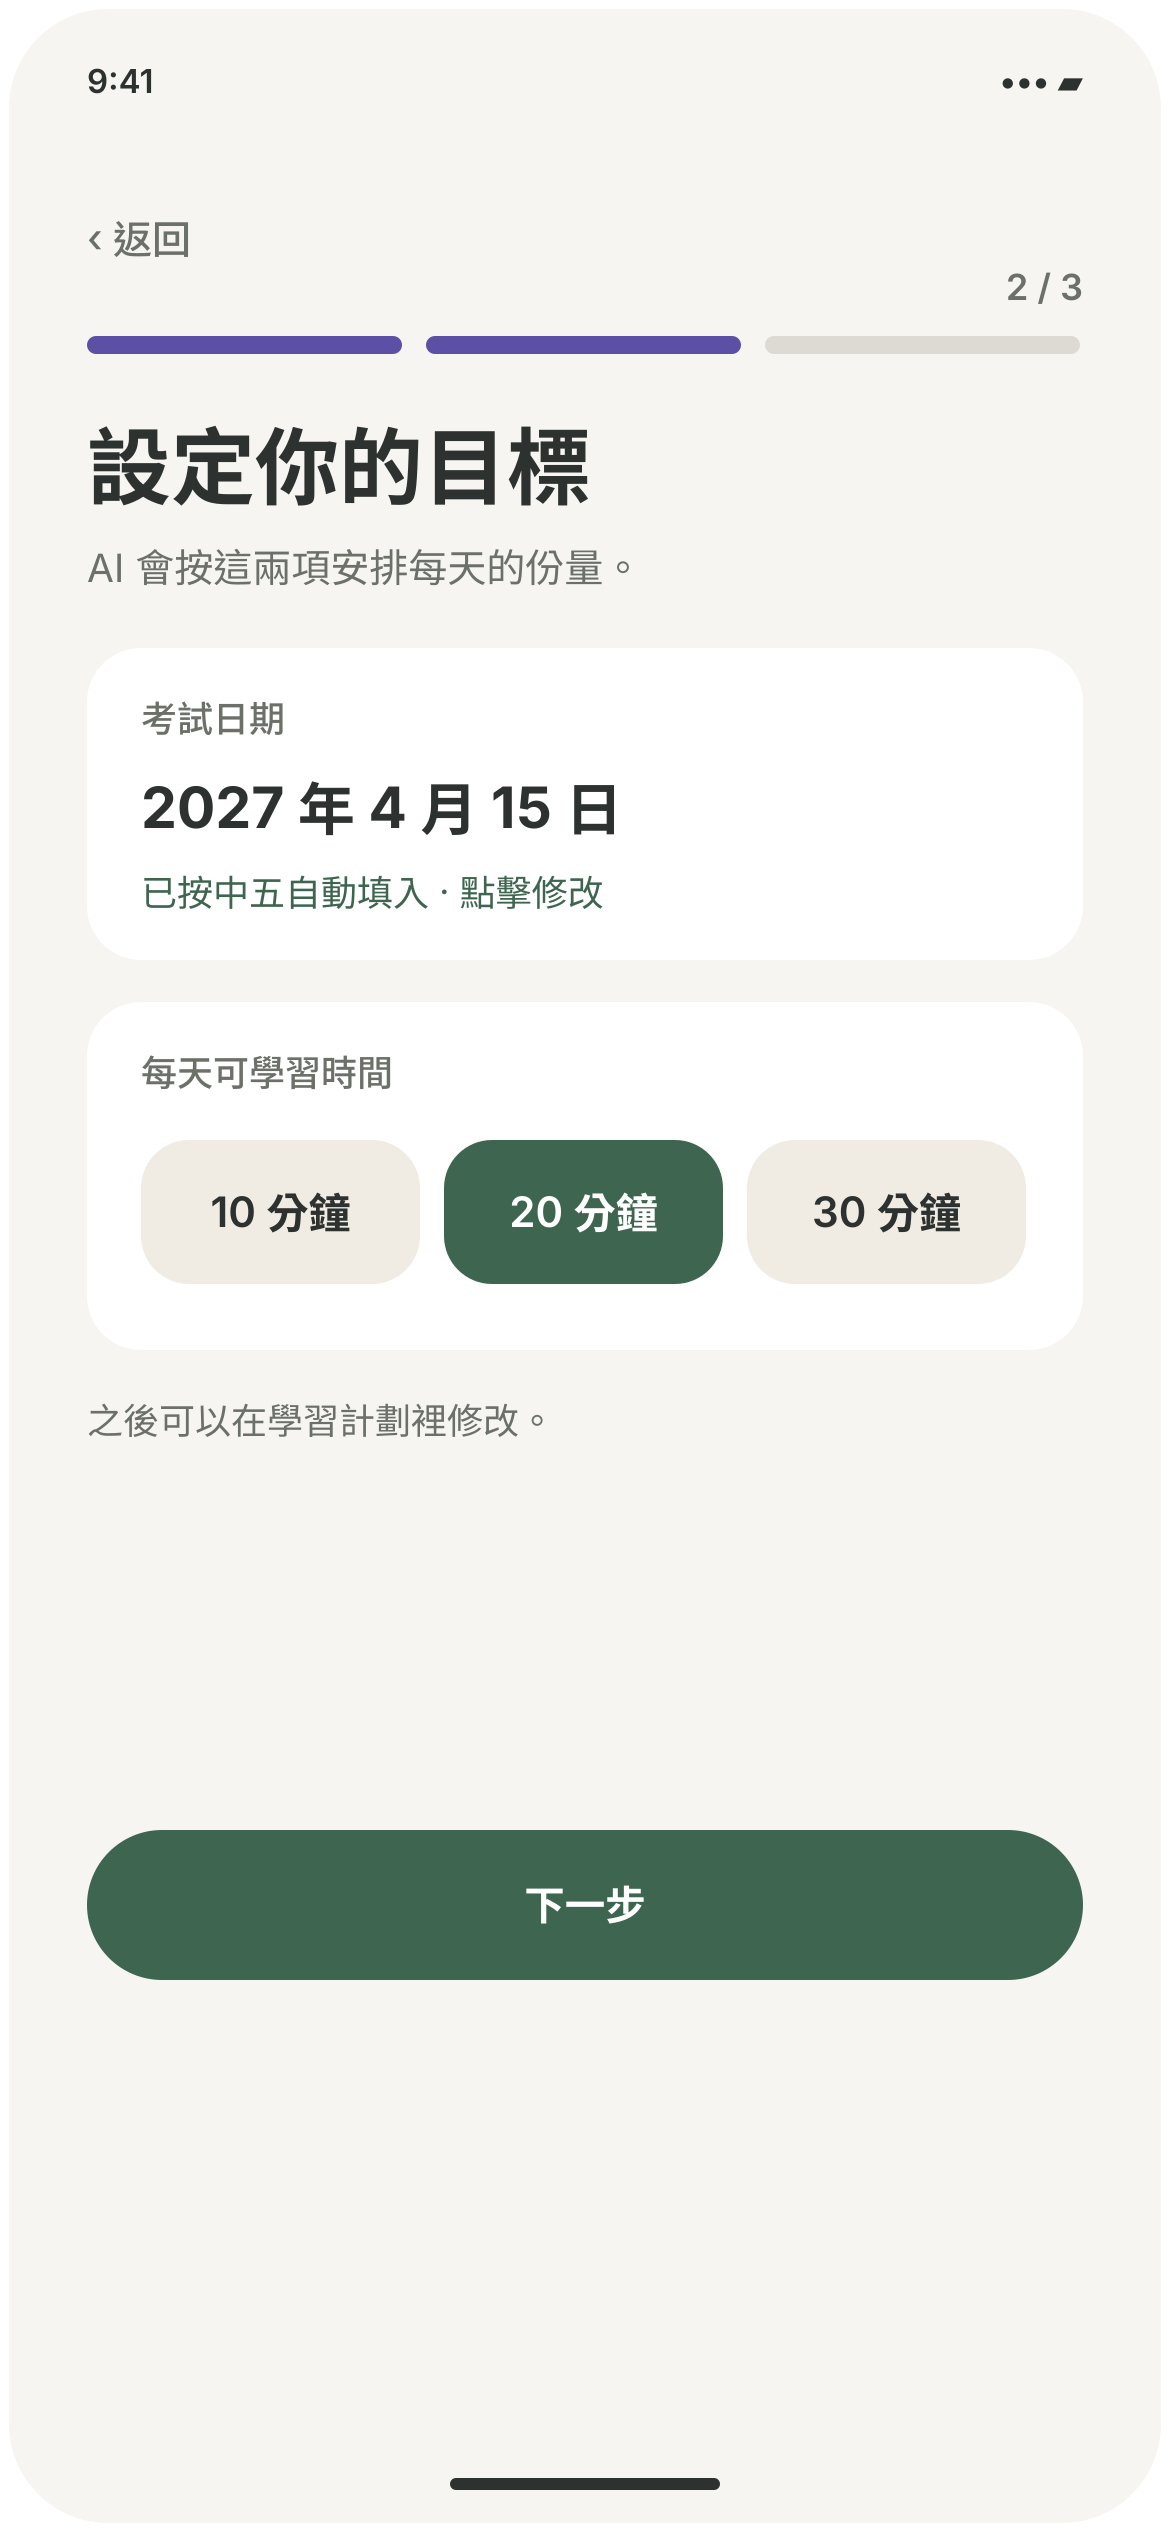 9:41
‹ 返回
2 / 3
設定你的目標
AI 會按這兩項安排每天的份量。
考試日期
2027 年 4 月 15 日
已按中五自動填入 · 點擊修改
每天可學習時間
10 分鐘
20 分鐘
30 分鐘
之後可以在學習計劃裡修改。
下一步